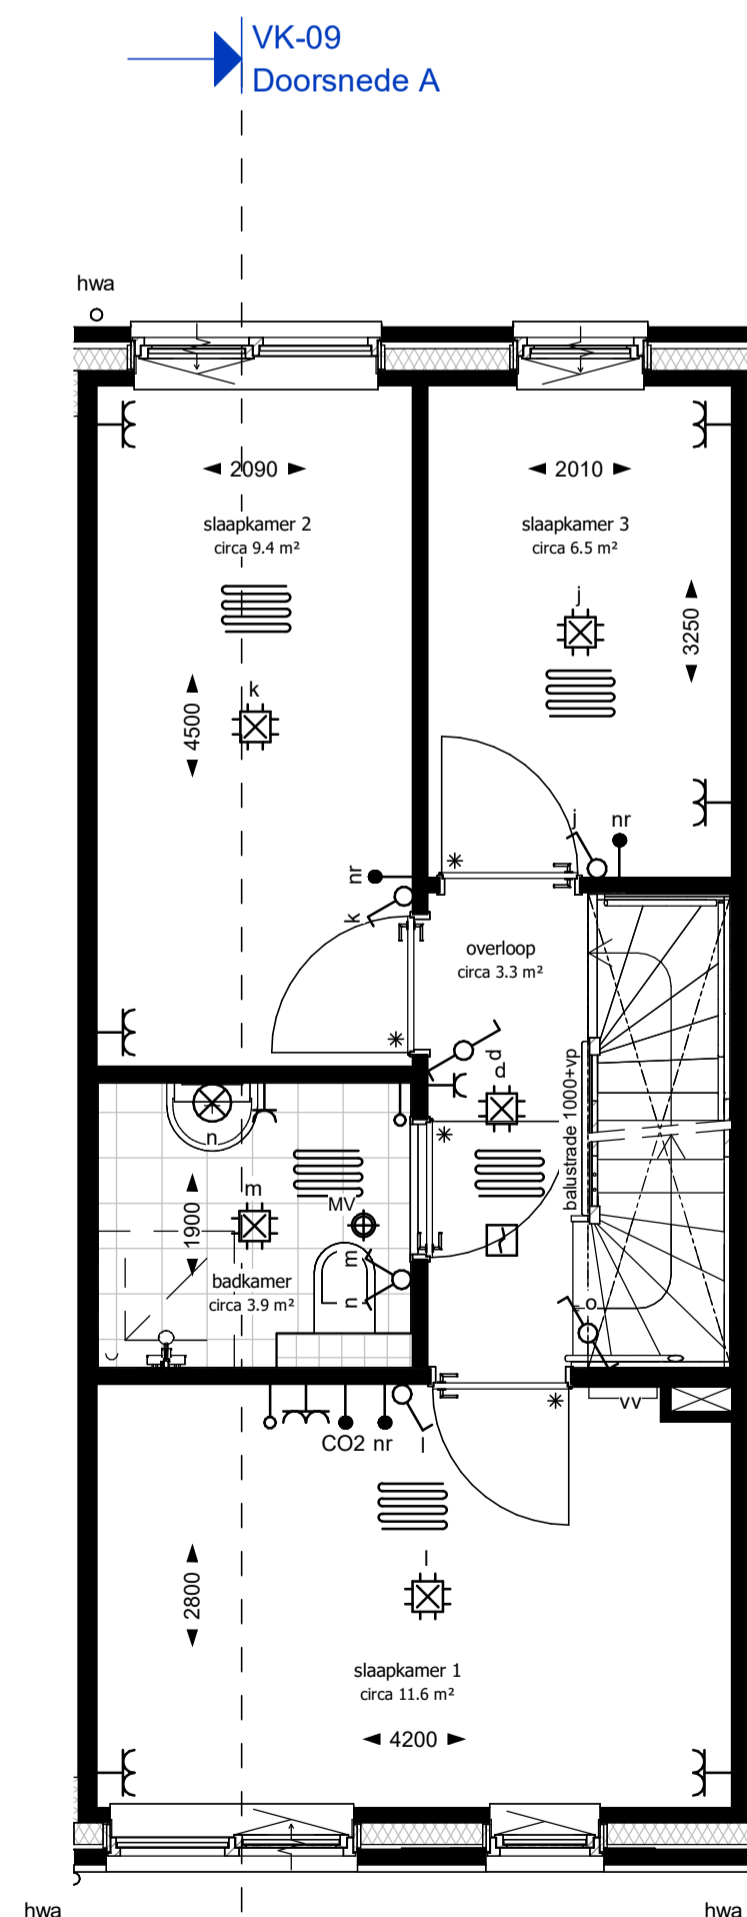 VK-09
Doorsnede A
hwa
2090
2010
slaapkamer 2
circa 9.4 m²
slaapkamer 3
circa 6.5 m²
j
3250
k
4500
j
nr
nr
k
overloop
circa 3.3 m²
d
d
balustrade 1000+vp
n
m
MV
1900
m
badkamer
circa 3.9 m²
n
o
vv
CO2 nr
l
l
2800
slaapkamer 1
circa 11.6 m²
4200
hwa
hwa